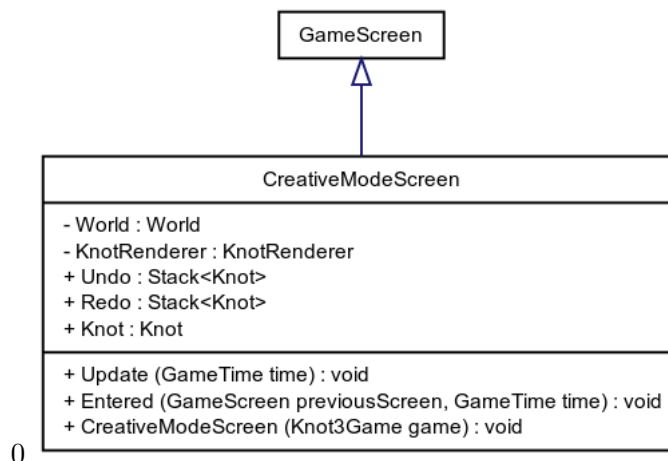 GameScreen
CreativeModeScreen
- World : World
- KnotRenderer : KnotRenderer
+ Undo : Stack<Knot>
+ Redo : Stack<Knot>
+ Knot : Knot
+ Update (GameTime time) : void
+ Entered (GameScreen previousScreen, GameTime time) : void
+ CreativeModeScreen (Knot3Game game) : void
0